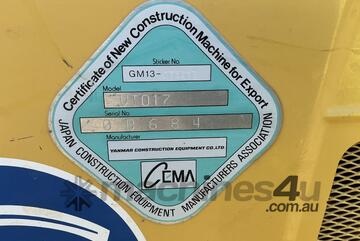 Certificate of New Construction Machine for Export
Sticker No.
GM13-
Model
Serial No.
00684
Manufacturer
YANMAR CONSTRUCTION EQUIPMENT CO.,LTD.
CEMA
JAPAN CONSTRUCTION EQUIPMENT MANUFACTURERS ASSOCIATION
machines4u
.com.au